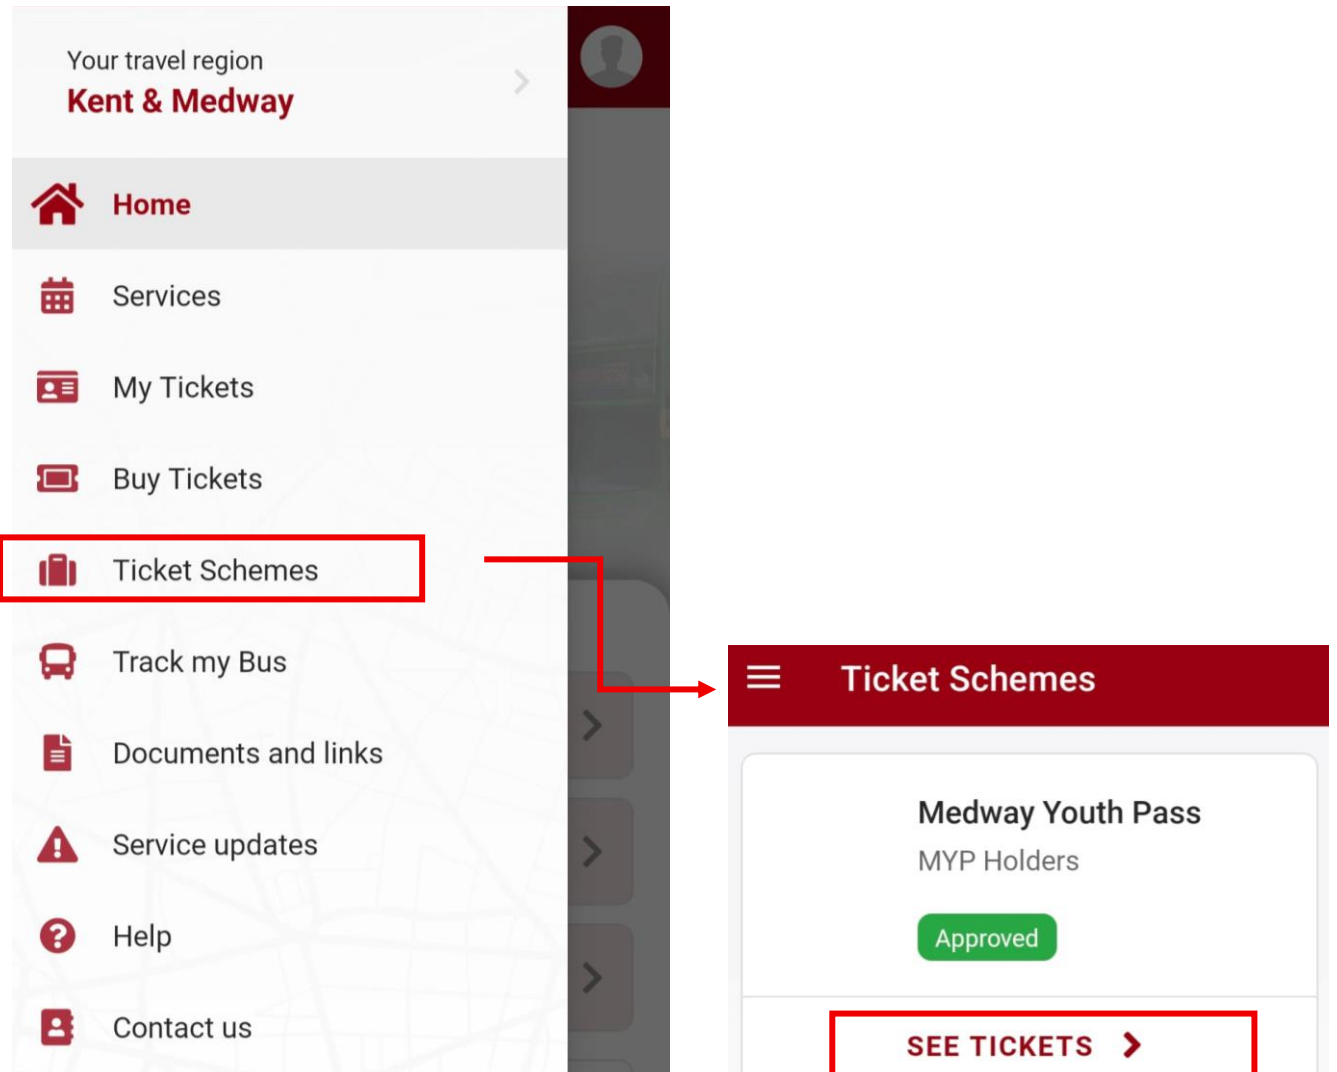 Your travel region
Kent & Medway
Home
Services
My Tickets
Buy Tickets
Ticket Schemes
Track my Bus
Documents and links
Service updates
Help
Contact us
Ticket Schemes
Medway Youth Pass
MYP Holders
Approved
SEE TICKETS